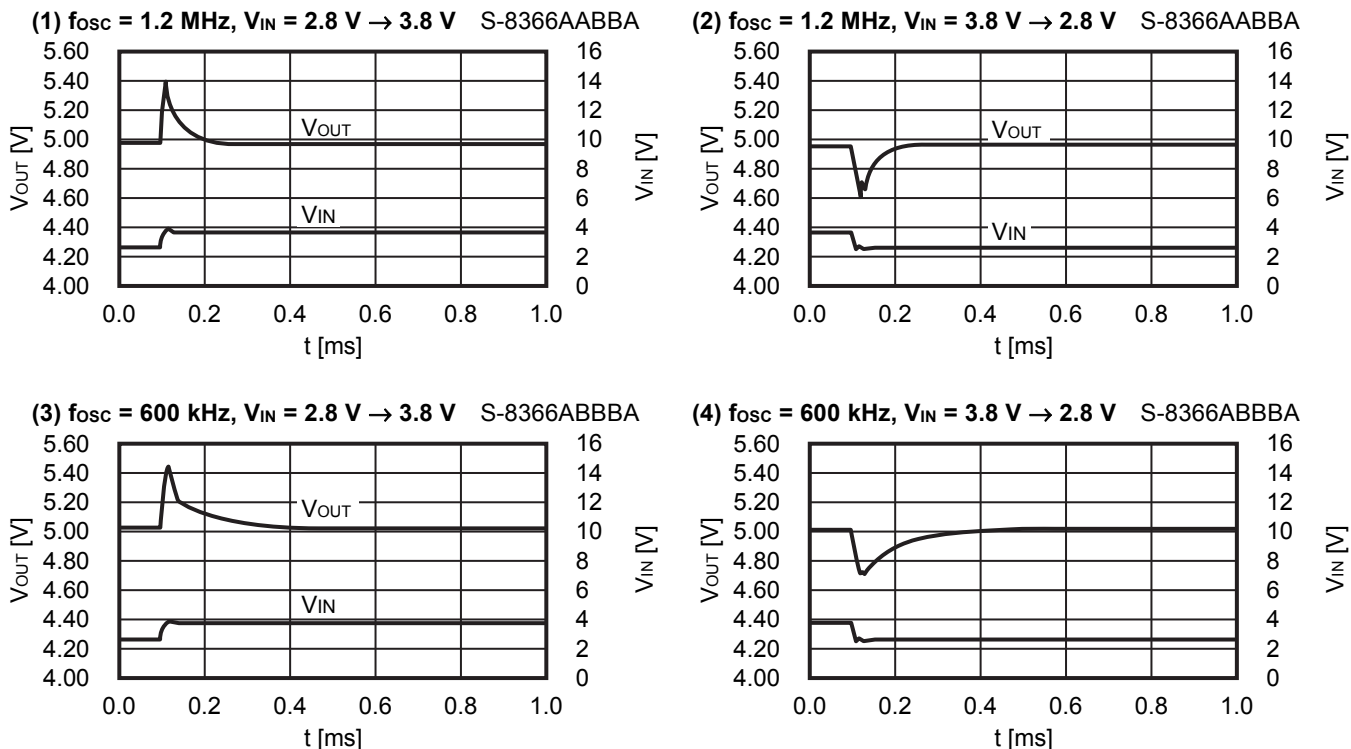 (1) fOSC = 1.2 MHz, VIN = 2.8 V → 3.8 V S-8366AABBA
5.60
5.40
5.20
5.00
4.80
4.60
4.40
4.20
4.00
VOUT [V]
VOUT
VIN
16
14
12
10
8
6
4
2
0
VIN [V]
0.0 0.2 0.4 0.6 0.8 1.0
t [ms]
(2) fOSC = 1.2 MHz, VIN = 3.8 V → 2.8 V S-8366AABBA
5.60
5.40
5.20
5.00
4.80
4.60
4.40
4.20
4.00
VOUT [V]
VOUT
VIN
16
14
12
10
8
6
4
2
0
VIN [V]
0.0 0.2 0.4 0.6 0.8 1.0
t [ms]
(3) fOSC = 600 kHz, VIN = 2.8 V → 3.8 V S-8366ABBBA
5.60
5.40
5.20
5.00
4.80
4.60
4.40
4.20
4.00
VOUT [V]
VOUT
VIN
16
14
12
10
8
6
4
2
0
VIN [V]
0.0 0.2 0.4 0.6 0.8 1.0
t [ms]
(4) fOSC = 600 kHz, VIN = 3.8 V → 2.8 V S-8366ABBBA
5.60
5.40
5.20
5.00
4.80
4.60
4.40
4.20
4.00
VOUT [V]
16
14
12
10
8
6
4
2
0
VIN [V]
0.0 0.2 0.4 0.6 0.8 1.0
t [ms]